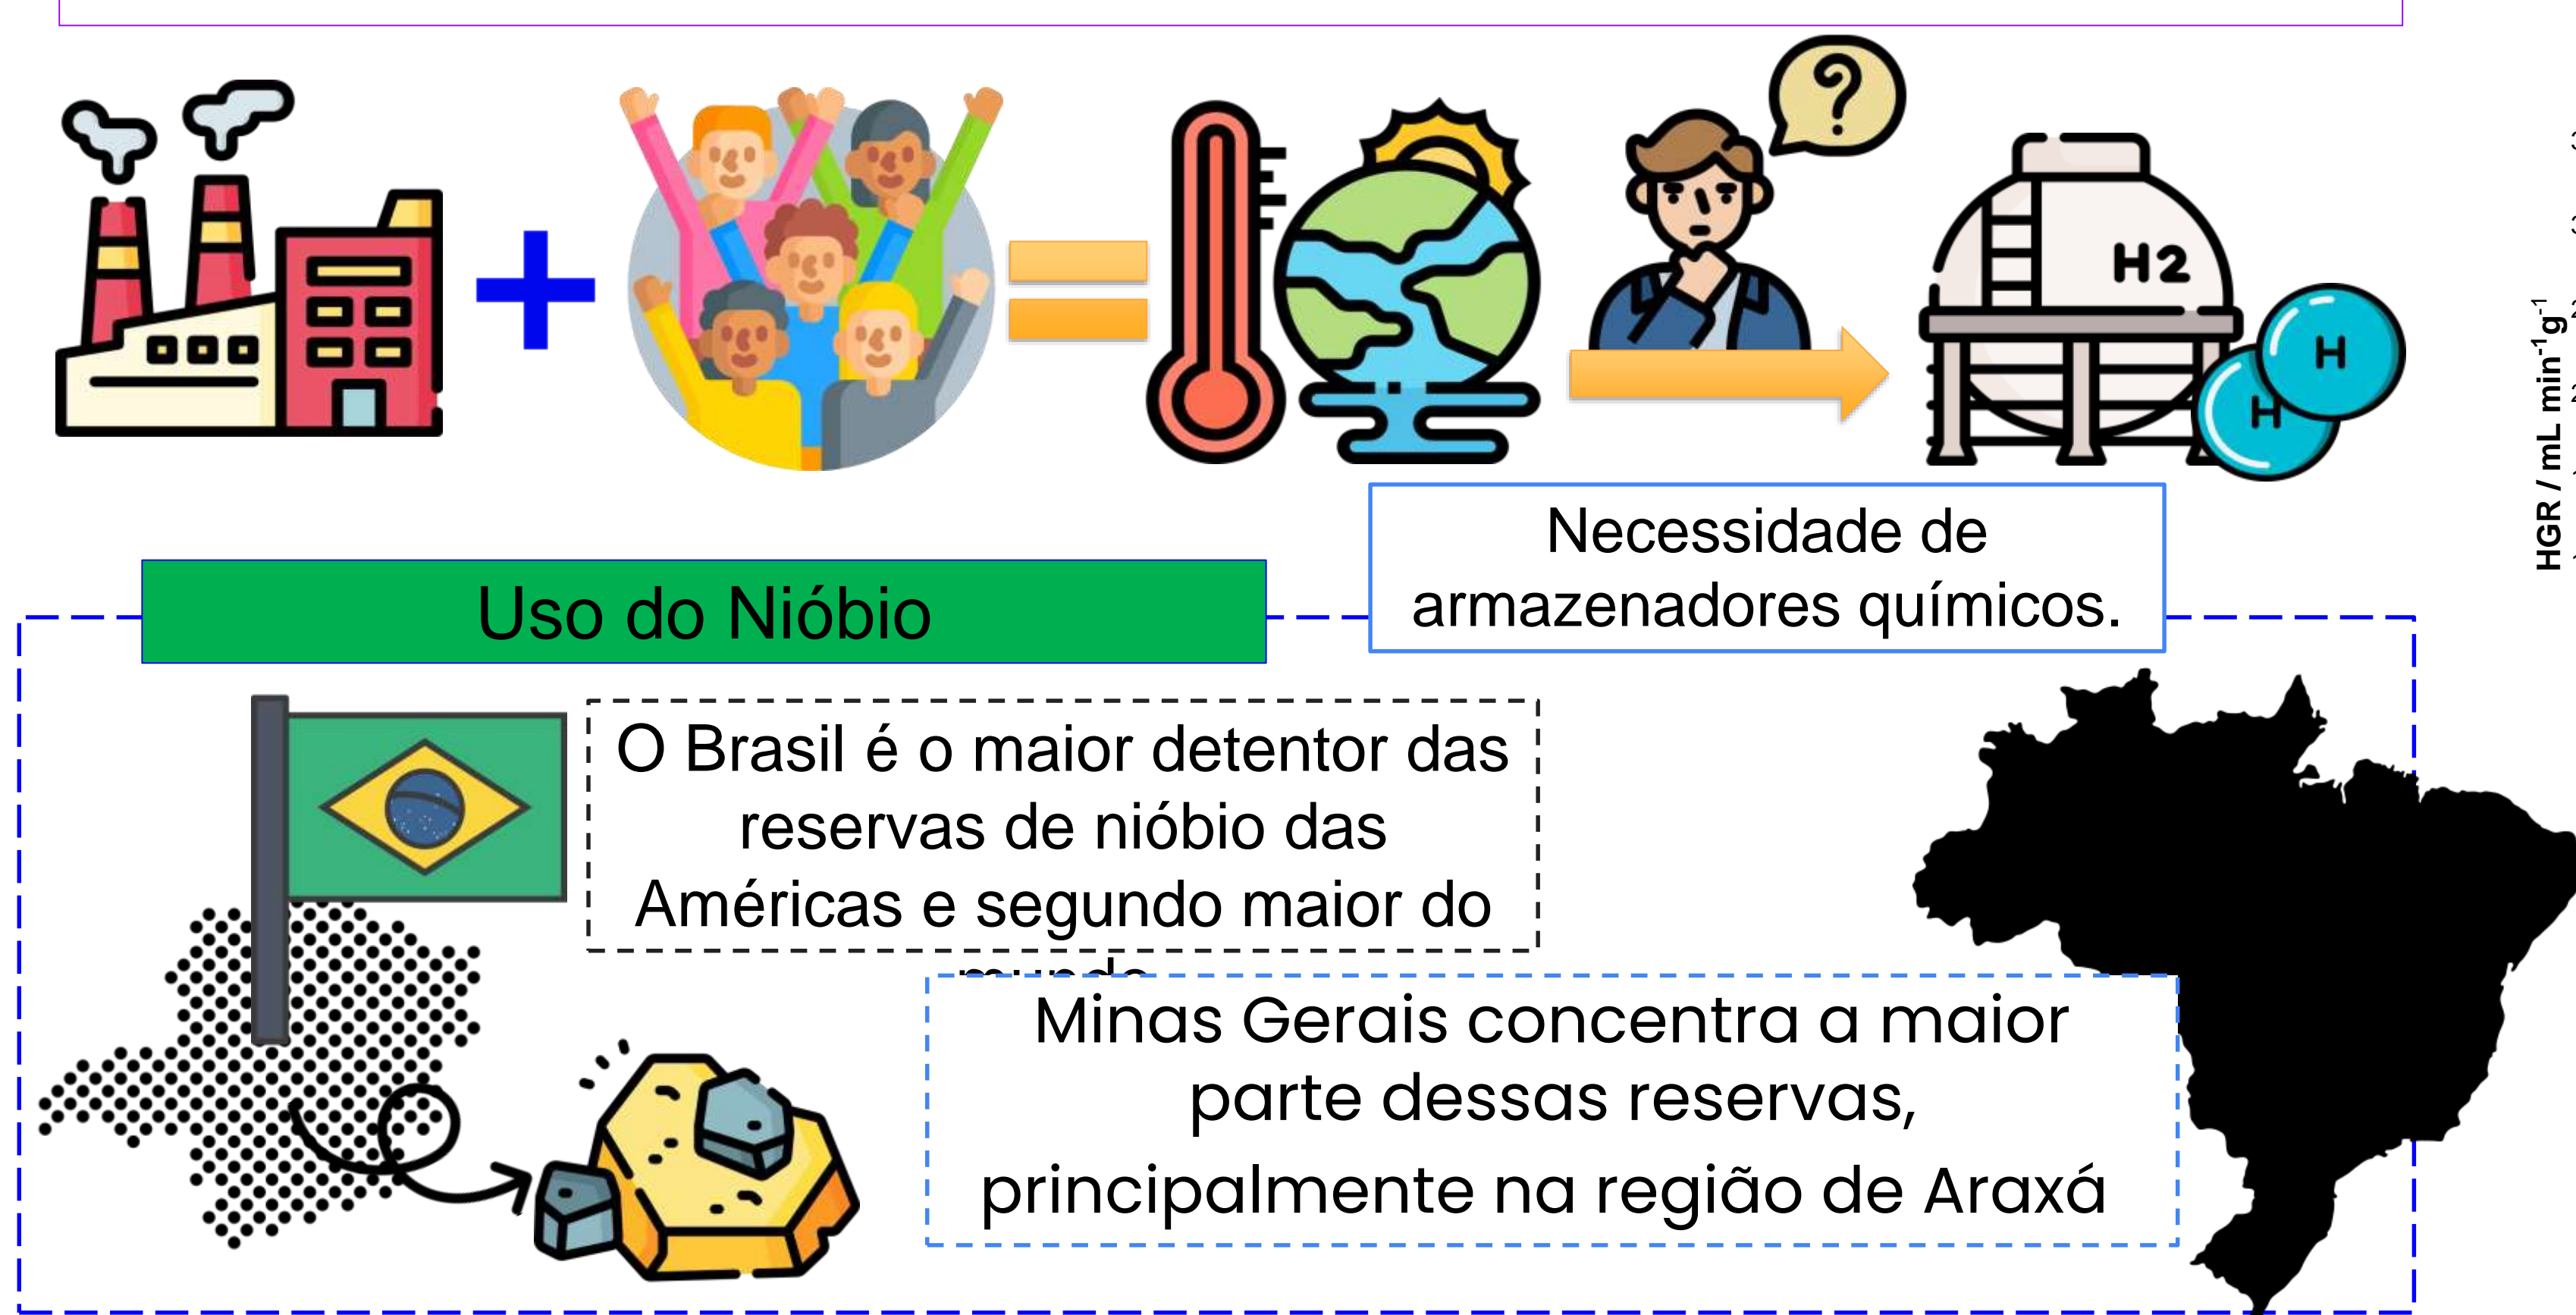 ?
H2
H
H
HGR / mL min⁻¹g⁻¹
Necessidade de
armazenadores químicos.
Uso do Nióbio
O Brasil é o maior detentor das
reservas de nióbio das
Américas e segundo maior do
Minas Gerais concentra a maior
parte dessas reservas,
principalmente na região de Araxá